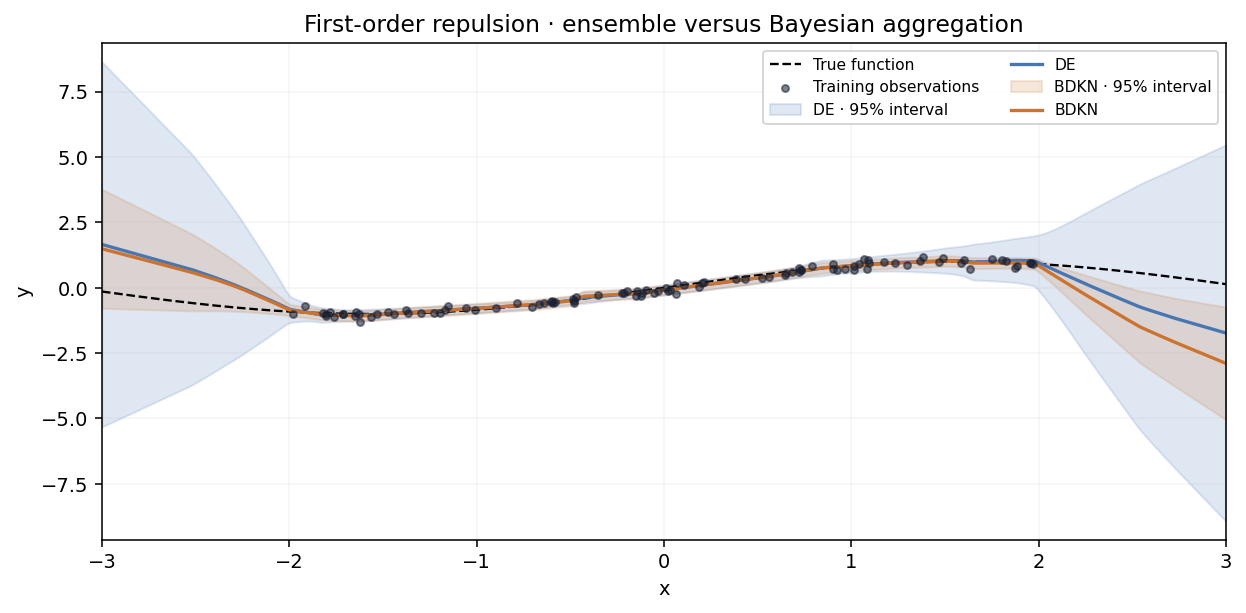 First-order repulsion · ensemble versus Bayesian aggregation
True function
Training observations
DE · 95% interval
DE
BDKN · 95% interval
BDKN
y
7.5
5.0
2.5
0.0
−2.5
−5.0
−7.5
−3
−2
−1
0
1
2
3
x